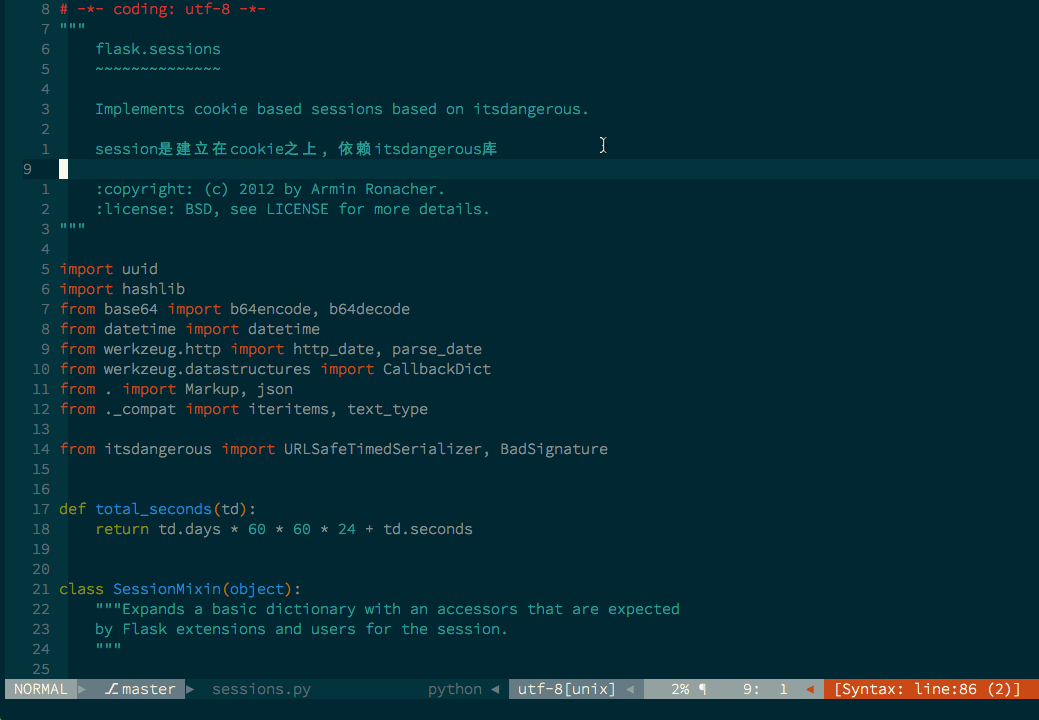 8 # -*- coding: utf-8 -*-
7 """
6     flask.sessions
5     ~~~~~~~~~~~~~~
4
3     Implements cookie based sessions based on itsdangerous.
2
1     session是建立在cookie之上, 依赖itsdangerous库
9
1     :copyright: (c) 2012 by Armin Ronacher.
2     :license: BSD, see LICENSE for more details.
3 """
4
5 import uuid
6 import hashlib
7 from base64 import b64encode, b64decode
8 from datetime import datetime
9 from werkzeug.http import http_date, parse_date
10 from werkzeug.datastructures import CallbackDict
11 from . import Markup, json
12 from ._compat import iteritems, text_type
13
14 from itsdangerous import URLSafeTimedSerializer, BadSignature
15
16
17 def total_seconds(td):
18     return td.days * 60 * 60 * 24 + td.seconds
19
20
21 class SessionMixin(object):
22     """Expands a basic dictionary with an accessors that are expected
23     by Flask extensions and users for the session.
24     """
25
NORMAL master sessions.py python utf-8[unix] 2% ¶ 9: 1 [Syntax: line:86 (2)]